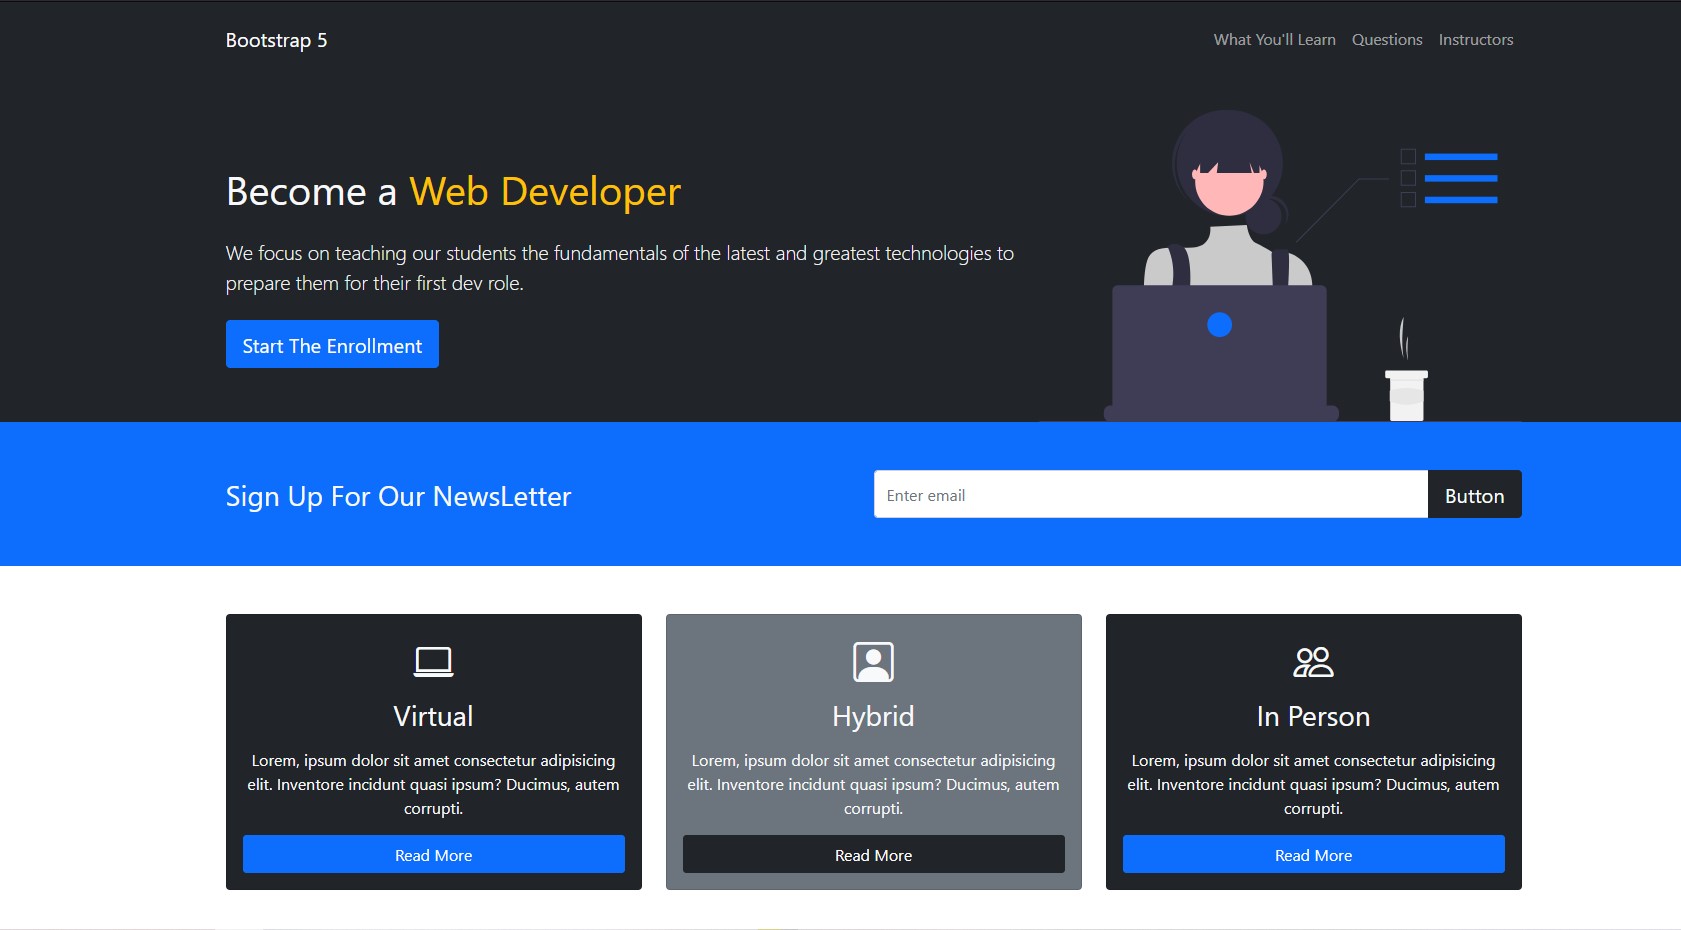 Bootstrap 5
What You'll Learn Questions Instructors
Become a Web Developer
We focus on teaching our students the fundamentals of the latest and greatest technologies to
prepare them for their first dev role.
Start The Enrollment
Sign Up For Our NewsLetter
Enter email
Button
Virtual
Lorem, ipsum dolor sit amet consectetur adipisicing
elit. Inventore incidunt quasi ipsum? Ducimus, autem
corrupti.
Read More
Hybrid
Lorem, ipsum dolor sit amet consectetur adipisicing
elit. Inventore incidunt quasi ipsum? Ducimus, autem
corrupti.
Read More
In Person
Lorem, ipsum dolor sit amet consectetur adipisicing
elit. Inventore incidunt quasi ipsum? Ducimus, autem
corrupti.
Read More